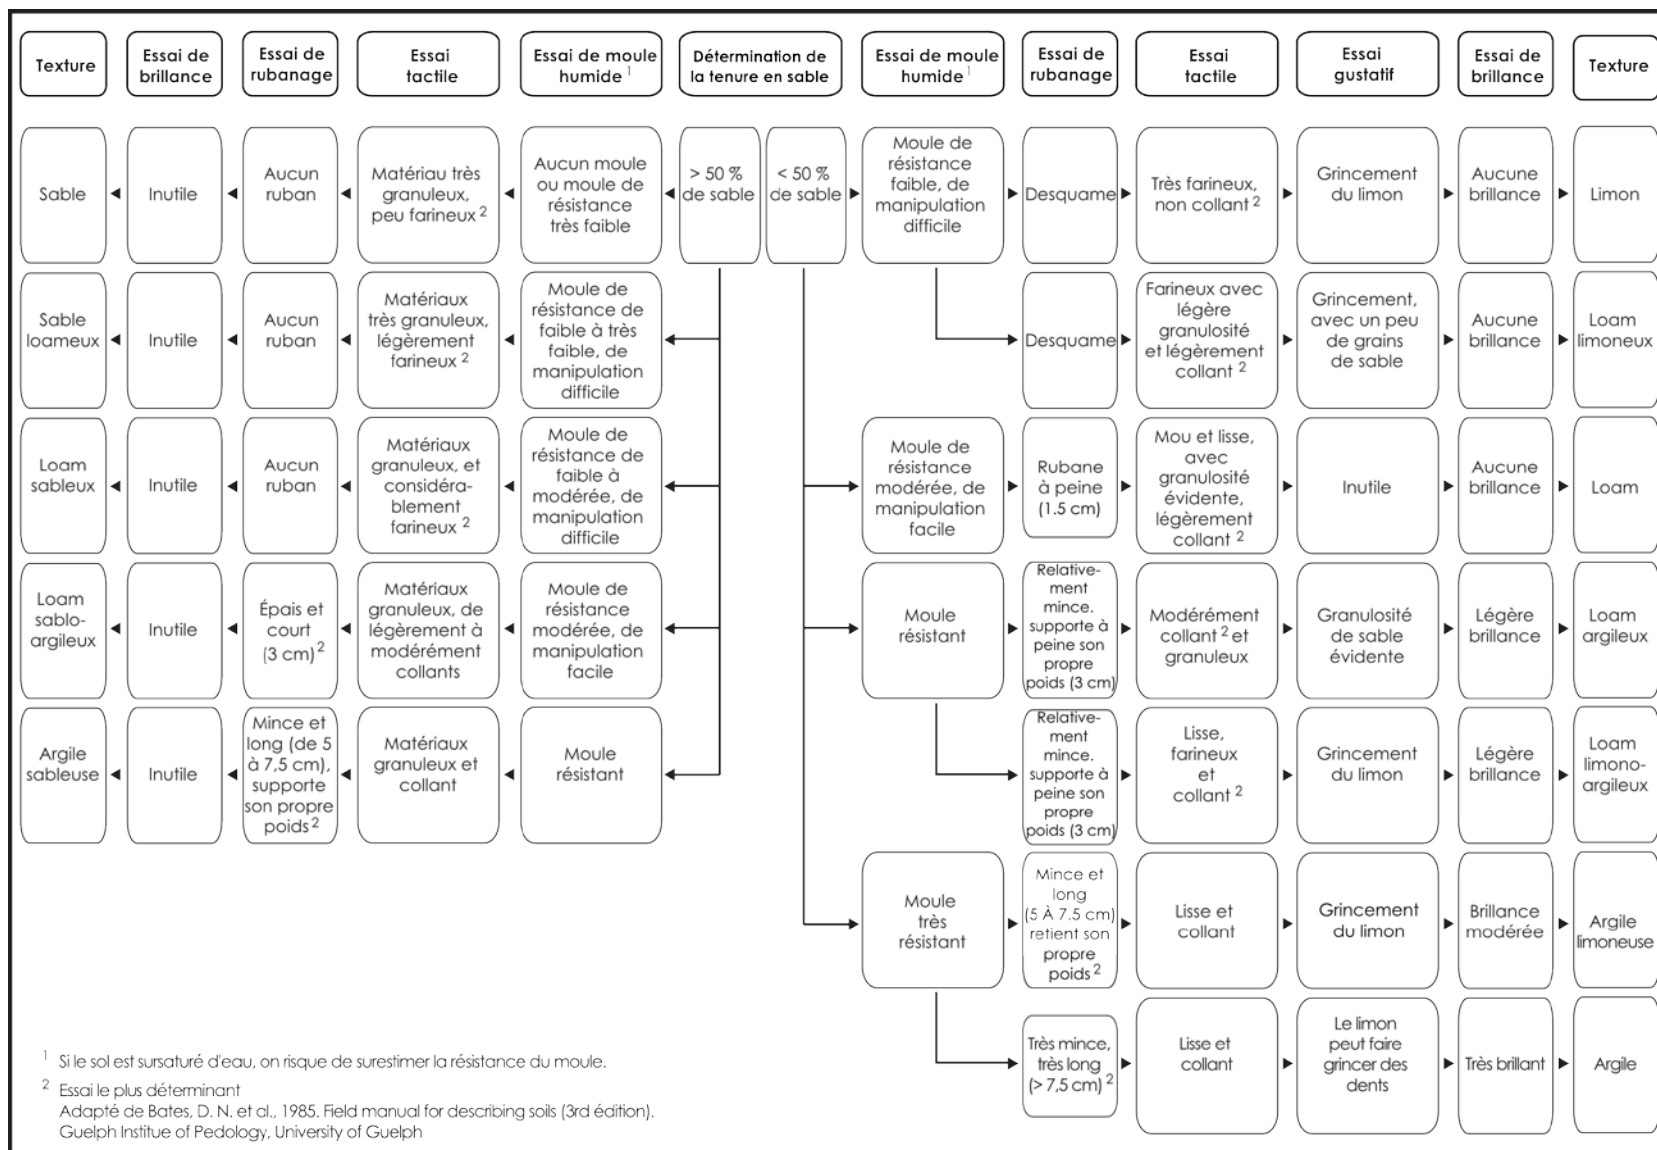 Texture
Essai de
brillance
Essai de
rubanage
Essai
tactile
Essai de moule
humide 1
Détermination de
la tenure en sable
Essai de moule
humide 1
Essai de
rubanage
Essai
tactile
Essai
gustatif
Essai de
brillance
Texture
Sable
Inutile
Aucun
ruban
Matériau très
granuleux,
peu farineux 2
Aucun moule
ou moule de
résistance
très faible
> 50 %
de sable
< 50 %
de sable
Moule de
résistance
faible, de
manipulation
difficile
Desquame
Très farineux,
non collant 2
Grincement
du limon
Aucune
brillance
Limon
Sable
loameux
Inutile
Aucun
ruban
Matériaux
très granuleux,
légèrement
farineux 2
Moule de
résistance de
faible à très
faible, de
manipulation
difficile
Desquame
Farineux avec
légère
granulosité
et légèrement
collant 2
Grincement,
avec un peu
de grains
de sable
Aucune
brillance
Loam
limoneux
Loam
sableux
Inutile
Aucun
ruban
Matériaux
granuleux, et
considéra-
blement
farineux 2
Moule de
résistance de
faible à
modérée, de
manipulation
difficile
Moule de
résistance
modérée, de
manipulation
facile
Rubane
à peine
(1.5 cm)
Mou et lisse,
avec
granulosité
évidente,
légèrement
collant 2
Inutile
Aucune
brillance
Loam
Loam
sablo-
argileux
Inutile
Épais et
court
(3 cm) 2
Matériaux
granuleux, de
légèrement à
modérément
collants
Moule de
résistance
modérée, de
manipulation
facile
Moule
résistant
Relative-
ment
mince.
supporte à
peine son
propre
poids (3 cm)
Modérément
collant 2 et
granuleux
Granulosité
de sable
évidente
Légère
brillance
Loam
argileux
Argile
sableuse
Inutile
Mince et
long (de 5
à 7,5 cm),
supporte
son propre
poids 2
Matériaux
granuleux et
collant
Moule
résistant
Relative-
ment
mince.
supporte à
peine son
propre
poids (3 cm)
Lisse,
farineux
et
collant 2
Grincement
du limon
Légère
brillance
Loam
limono-
argileux
Moule
très
résistant
Mince et
long
(5 À 7.5 cm)
retient son
propre
poids 2
Lisse et
collant
Grincement
du limon
Brillance
modérée
Argile
limoneuse
Très mince,
très long
(> 7,5 cm) 2
Lisse et
collant
Le limon
peut faire
grincer des
dents
Très brillant
Argile
1 Si le sol est sursaturé d'eau, on risque de surestimer la résistance du moule.
2 Essai le plus déterminant
Adapté de Bates, D. N. et al., 1985. Field manual for describing soils (3rd édition).
Guelph Institue of Pedology, University of Guelph